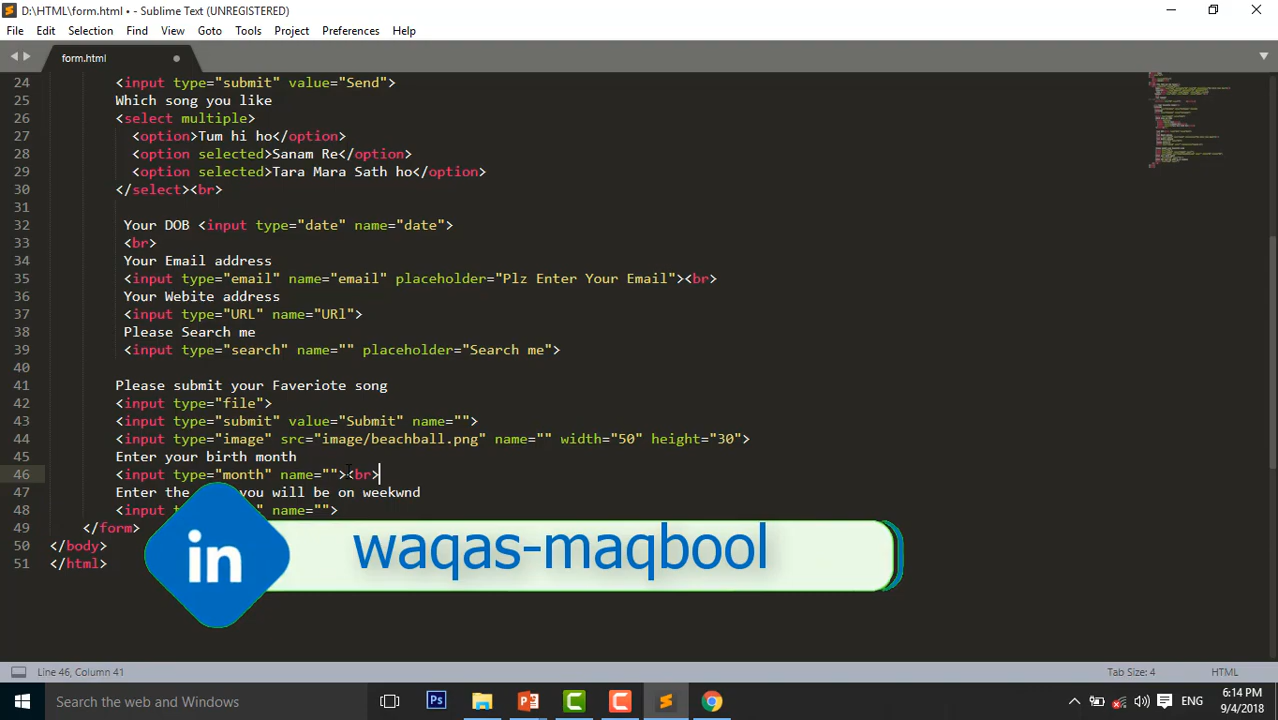 D:\HTML\form.html • - Sublime Text (UNREGISTERED)
File Edit Selection Find View Goto Tools Project Preferences Help
form.html
24 <input type="submit" value="Send">
25 Which song you like
26 <select multiple>
27 <option>Tum hi ho</option>
28 <option selected>Sanam Re</option>
29 <option selected>Tara Mara Sath ho</option>
30 </select><br>
31
32 Your DOB <input type="date" name="date">
33 <br>
34 Your Email address
35 <input type="email" name="email" placeholder="Plz Enter Your Email"><br>
36 Your Webite address
37 <input type="URL" name="URl">
38 Please Search me
39 <input type="search" name="" placeholder="Search me">
40
41 Please submit your Faveriote song
42 <input type="file">
43 <input type="submit" value="Submit" name="">
44 <input type="image" src="image/beachball.png" name="" width="50" height="30">
45 Enter your birth month
46 <input type="month" name=""><br>
47 Enter the you will be on weekwnd
48 <input name="">
49 </form>
50 </body>
51 </html>
in waqas-maqbool
Line 46, Column 41 Tab Size: 4 HTML
Search the web and Windows Ps ENG 6:14 PM
9/4/2018